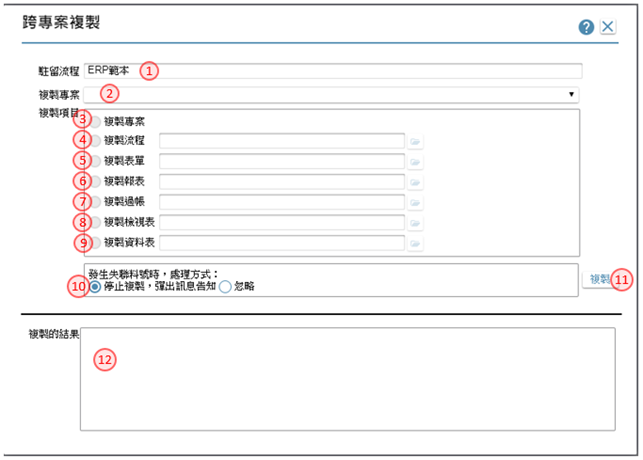 跨專案複製
?
駐留流程 ERP範本 1
複製專案 2
複製項目
3 複製專案
4 複製流程
5 複製表單
6 複製報表
7 複製過帳
8 複製檢視表
9 複製資料表
發生失聯料號時，處理方式：
10 停止複製，彈出訊息告知 忽略
複製 11
複製的結果
12